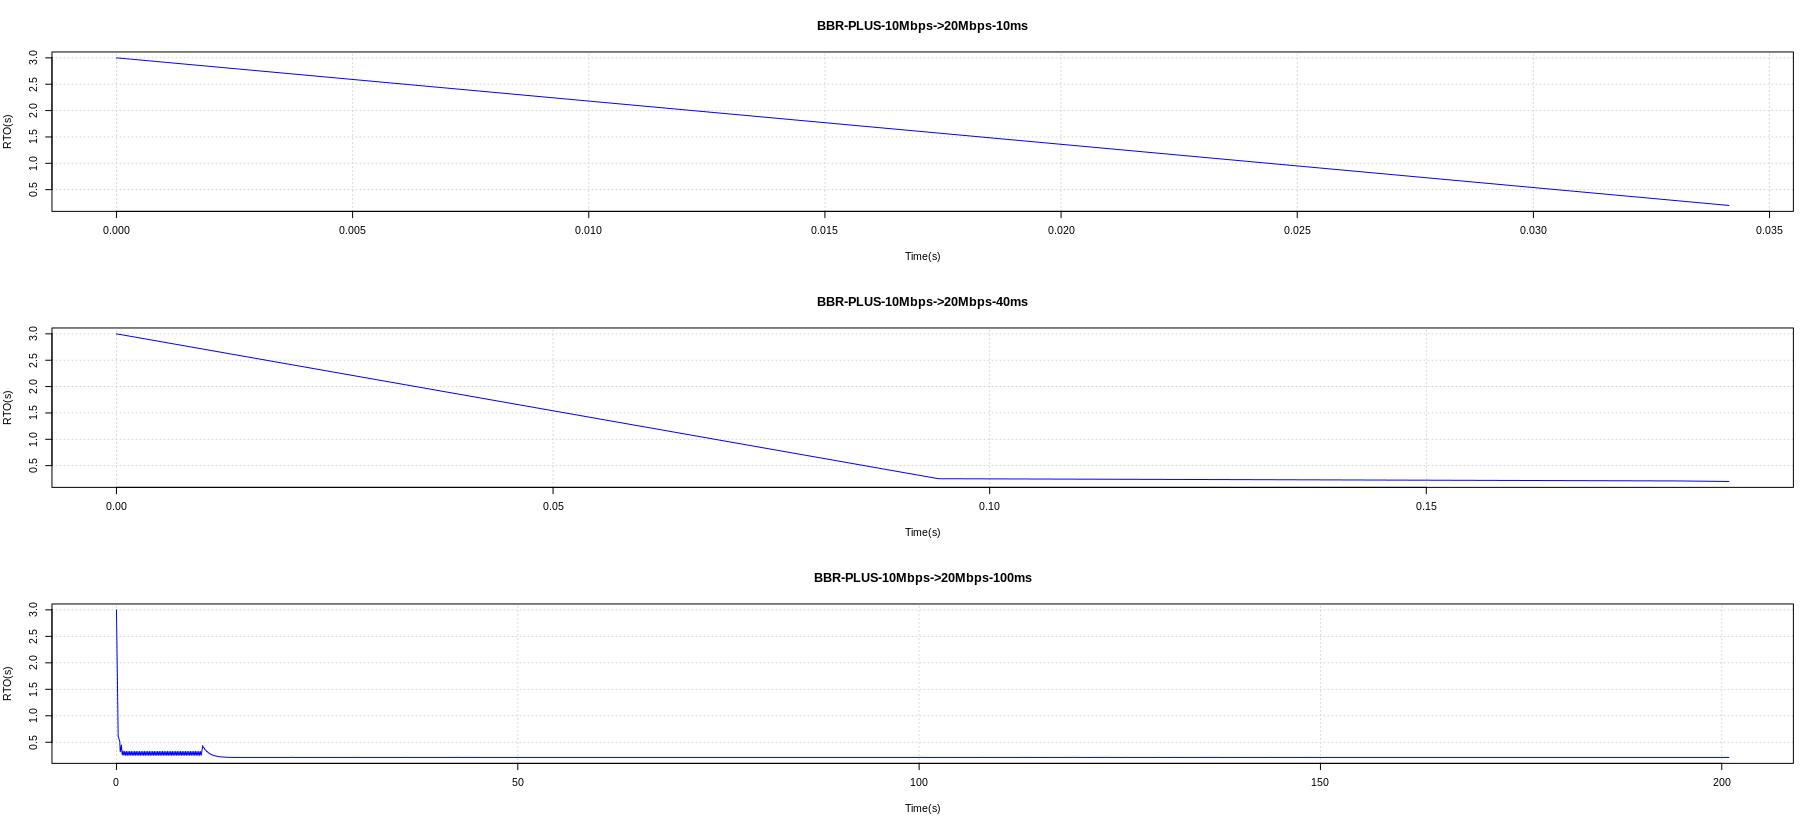 BBR-PLUS-10Mbps->20Mbps-10ms
3.0
2.5
2.0
1.5
1.0
0.5
RTO(s)
0.000 0.005 0.010 0.015 0.020 0.025 0.030 0.035
Time(s)
BBR-PLUS-10Mbps->20Mbps-40ms
3.0
2.5
2.0
1.5
1.0
0.5
RTO(s)
0.00 0.05 0.10 0.15
Time(s)
BBR-PLUS-10Mbps->20Mbps-100ms
3.0
2.5
2.0
1.5
1.0
0.5
RTO(s)
0 50 100 150 200
Time(s)